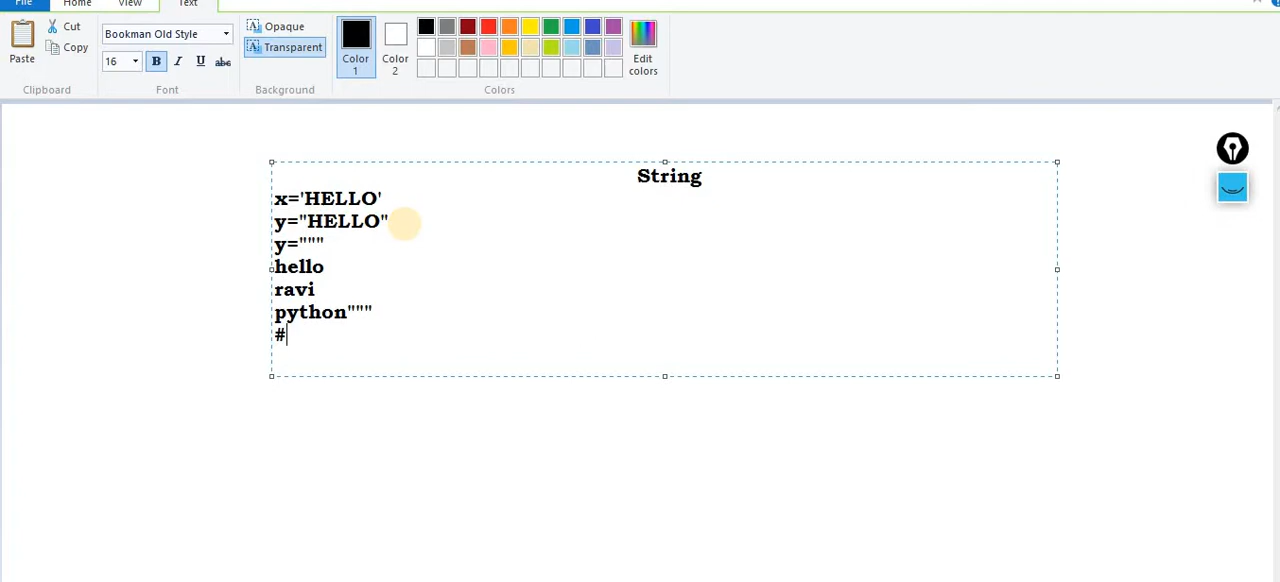 File Home View Text
Bookman Old Style
Cut
Opaque
Copy
Transparent
Paste
16 B I U abc
Color 1
Color 2
Edit colors
Clipboard Font Background Colors
String
x='HELLO'
y="HELLO"
y="""
hello
ravi
python"""
#